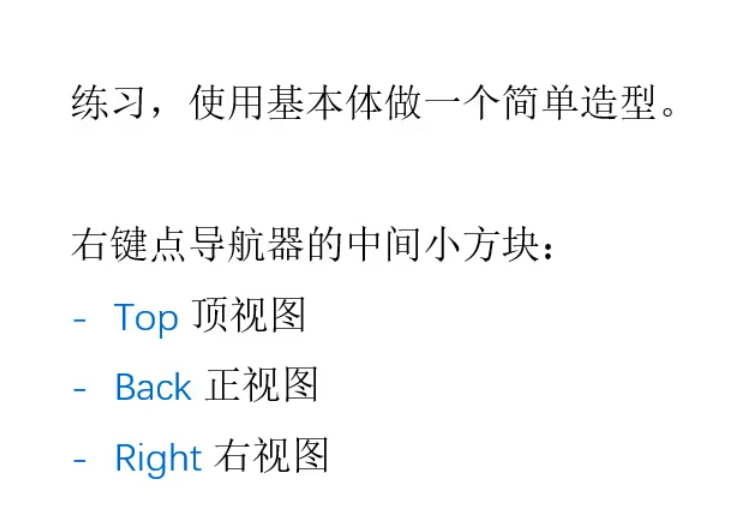 练习，使用基本体做一个简单造型。
右键点导航器的中间小方块：
- Top 顶视图
- Back 正视图
- Right 右视图